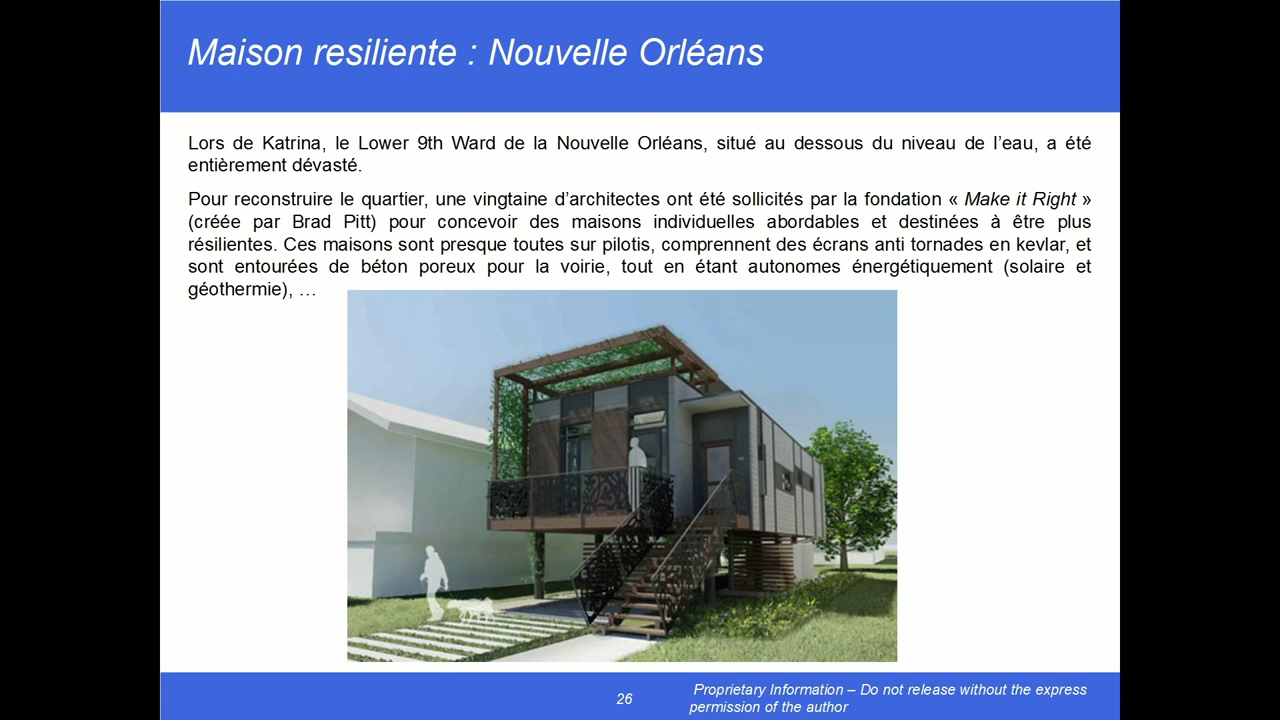 Maison resiliente : Nouvelle Orléans
Lors de Katrina, le Lower 9th Ward de la Nouvelle Orléans, situé au dessous du niveau de l’eau, a été
entièrement dévasté.
Pour reconstruire le quartier, une vingtaine d’architectes ont été sollicités par la fondation « Make it Right »
(créée par Brad Pitt) pour concevoir des maisons individuelles abordables et destinées à être plus
résilientes. Ces maisons sont presque toutes sur pilotis, comprennent des écrans anti tornades en kevlar, et
sont entourées de béton poreux pour la voirie, tout en étant autonomes énergétiquement (solaire et
géothermie), …
26
Proprietary Information – Do not release without the express
permission of the author